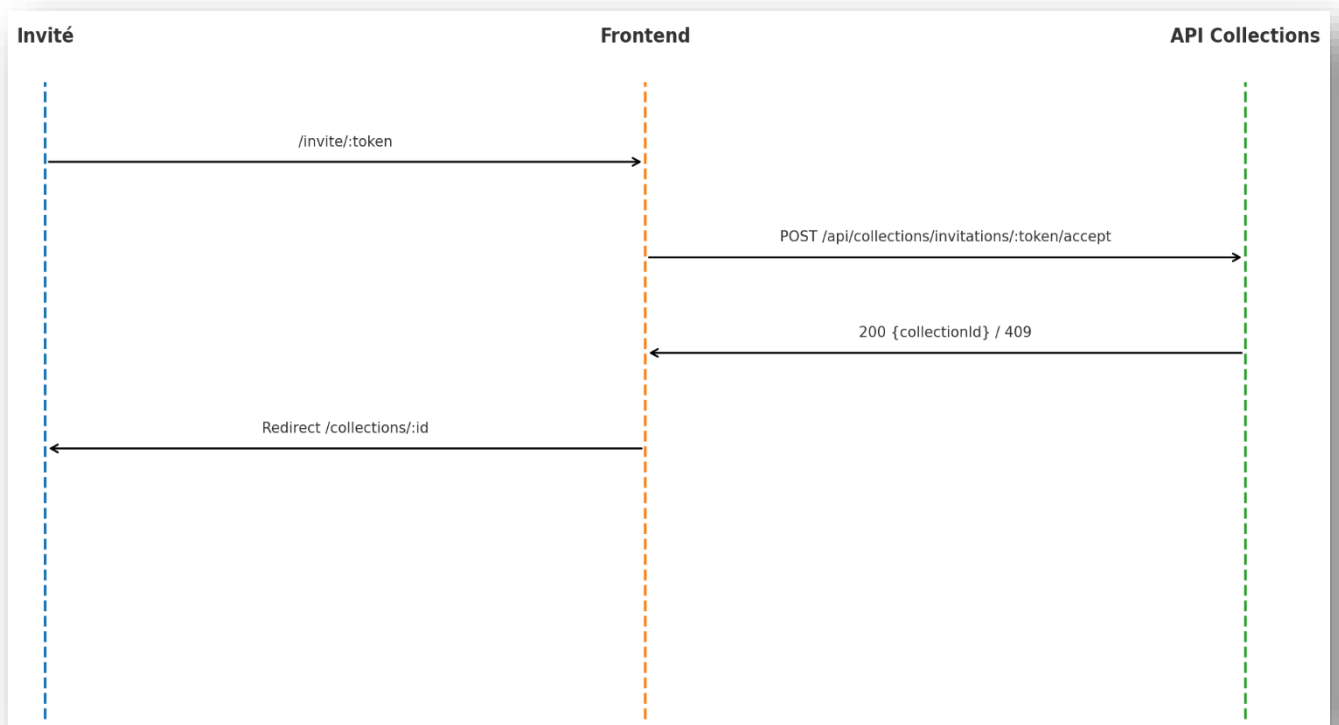 Invité
Frontend
API Collections
/invite/:token
POST /api/collections/invitations/:token/accept
200 {collectionId} / 409
Redirect /collections/:id